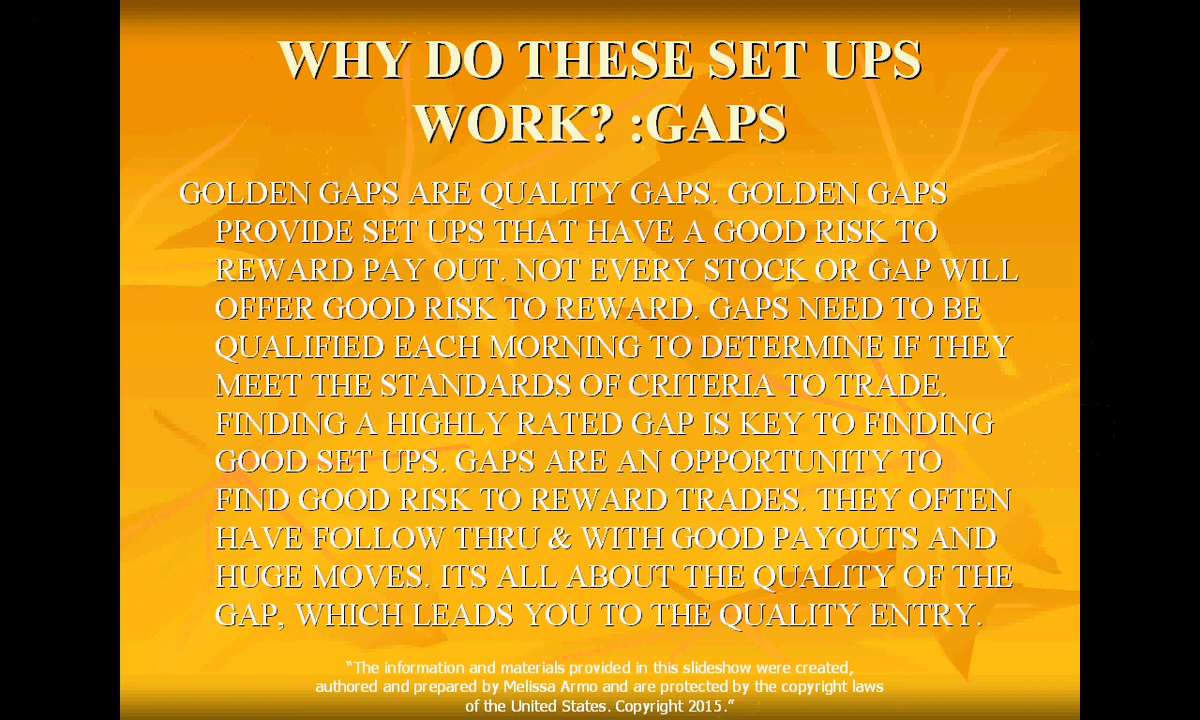 WHY DO THESE SET UPS
WORK? :GAPS
GOLDEN GAPS ARE QUALITY GAPS. GOLDEN GAPS
PROVIDE SET UPS THAT HAVE A GOOD RISK TO
REWARD PAY OUT. NOT EVERY STOCK OR GAP WILL
OFFER GOOD RISK TO REWARD. GAPS NEED TO BE
QUALIFIED EACH MORNING TO DETERMINE IF THEY
MEET THE STANDARDS OF CRITERIA TO TRADE.
FINDING A HIGHLY RATED GAP IS KEY TO FINDING
GOOD SET UPS. GAPS ARE AN OPPORTUNITY TO
FIND GOOD RISK TO REWARD TRADES. THEY OFTEN
HAVE FOLLOW THRU & WITH GOOD PAYOUTS AND
HUGE MOVES. ITS ALL ABOUT THE QUALITY OF THE
GAP, WHICH LEADS YOU TO THE QUALITY ENTRY.
“The information and materials provided in this slideshow were created,
authored and prepared by Melissa Armo and are protected by the copyright laws
of the United States. Copyright 2015.”